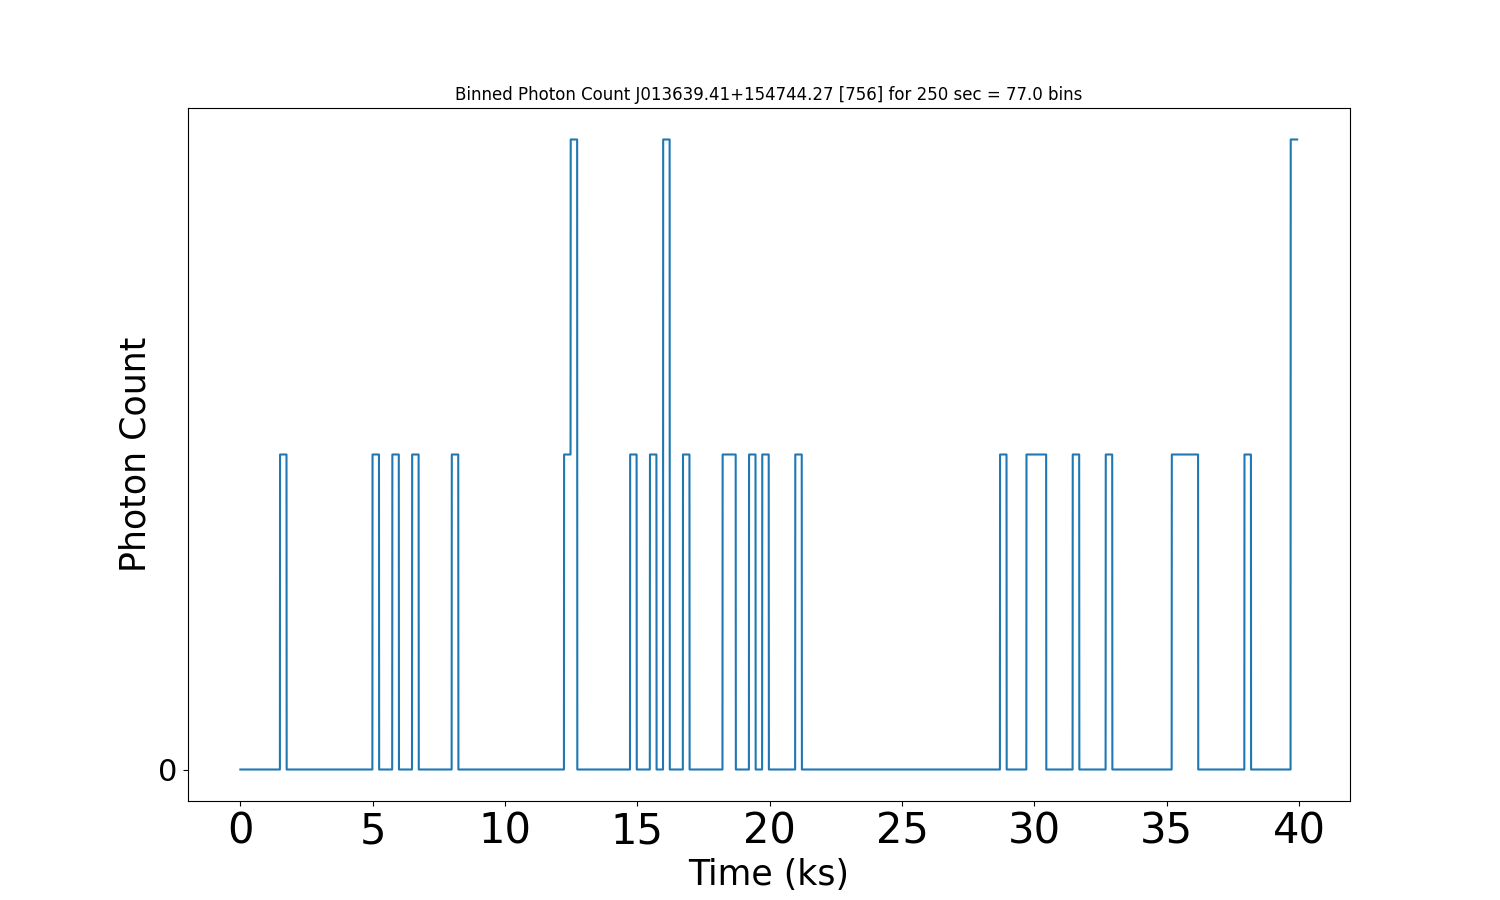 Binned Photon Count J013639.41+154744.27 [756] for 250 sec = 77.0 bins
Photon Count
0
0 5 10 15 20 25 30 35 40
Time (ks)